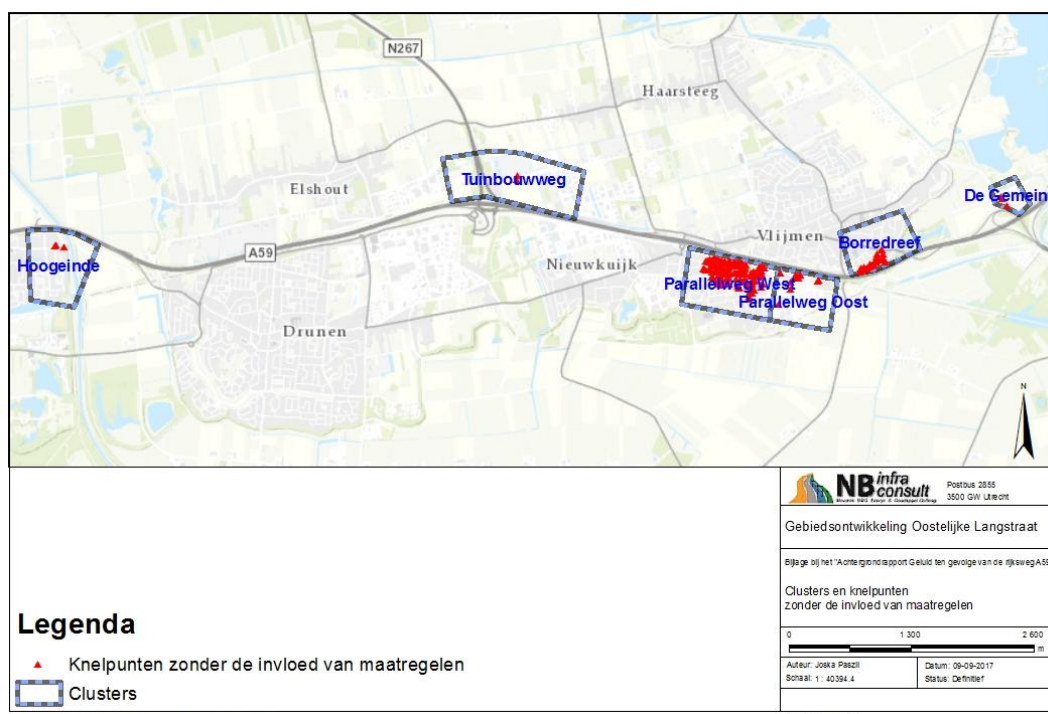 N267
Haarsteeg
Tuinbouwweg
Elshout
De Gemein
Vlijmen
Borredreef
A59
Nieuwkuijk
Hoogeinde
Parallelweg West
Parallelweg Oost
Drunen
N
NB infra consult
Postbus 2855
3500 GW Utrecht
Gebiedsontwikkeling Oostelijke Langstraat
Bijlage bij het "Achtergrondrapport Geluid ten gevolge van de rijksweg A59
Clusters en knelpunten
zonder de invloed van maatregelen
0 1 300 2 600
m
Auteur: Joska Paszli
Datum: 09-09-2017
Schaal: 1 : 40394.4
Status: Definitief
Legenda
Knelpunten zonder de invloed van maatregelen
Clusters